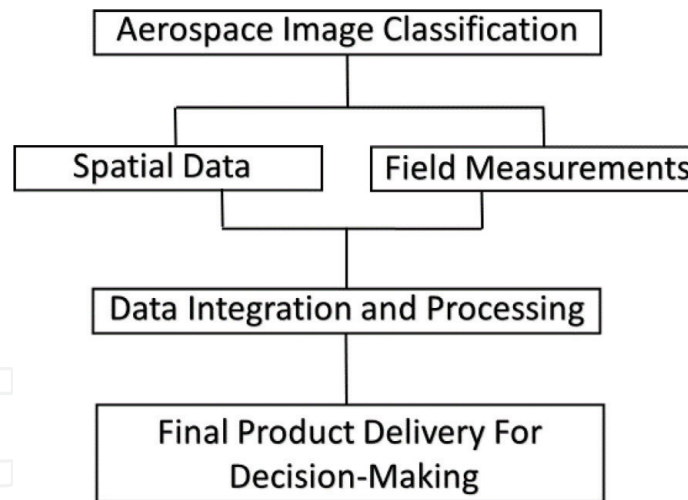 Aerospace Image Classification
Spatial Data
Field Measurements
Data Integration and Processing
Final Product Delivery For
Decision-Making